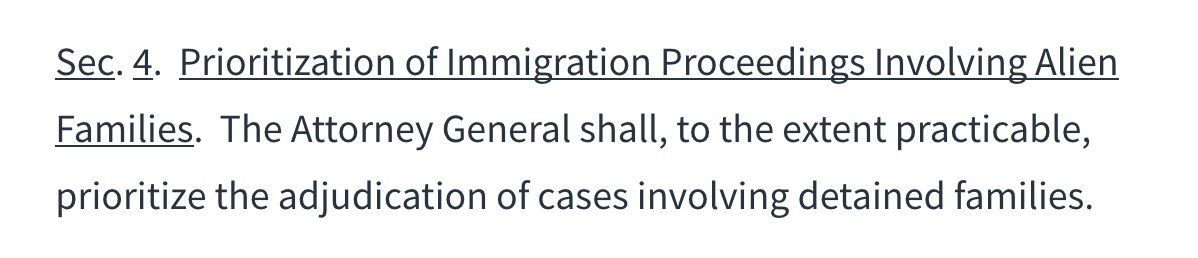 Sec. 4.  Prioritization of Immigration Proceedings Involving Alien
Families.  The Attorney General shall, to the extent practicable,
prioritize the adjudication of cases involving detained families.